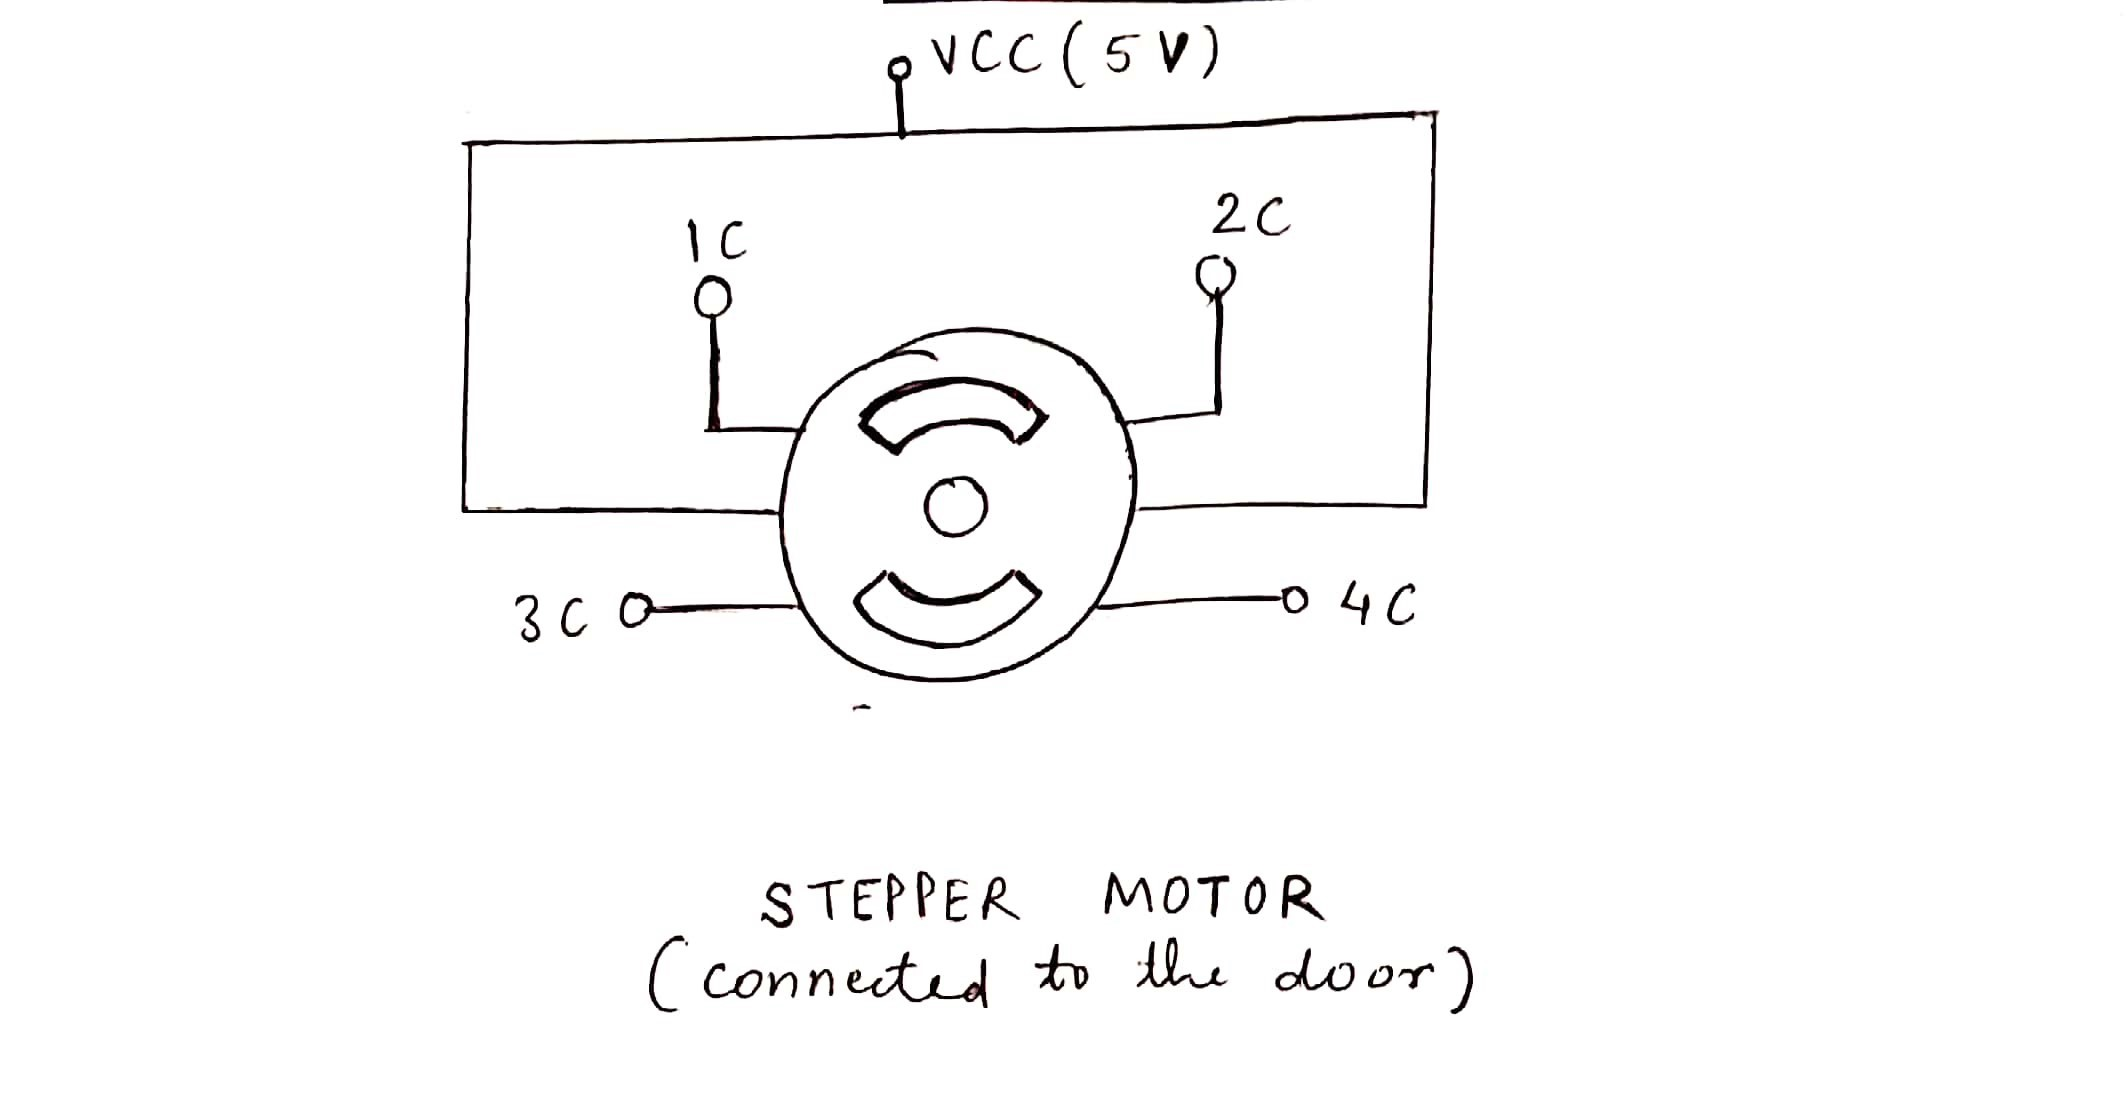 VCC (5V)
1C
2C
3C
4C
STEPPER MOTOR
(connected to the door)